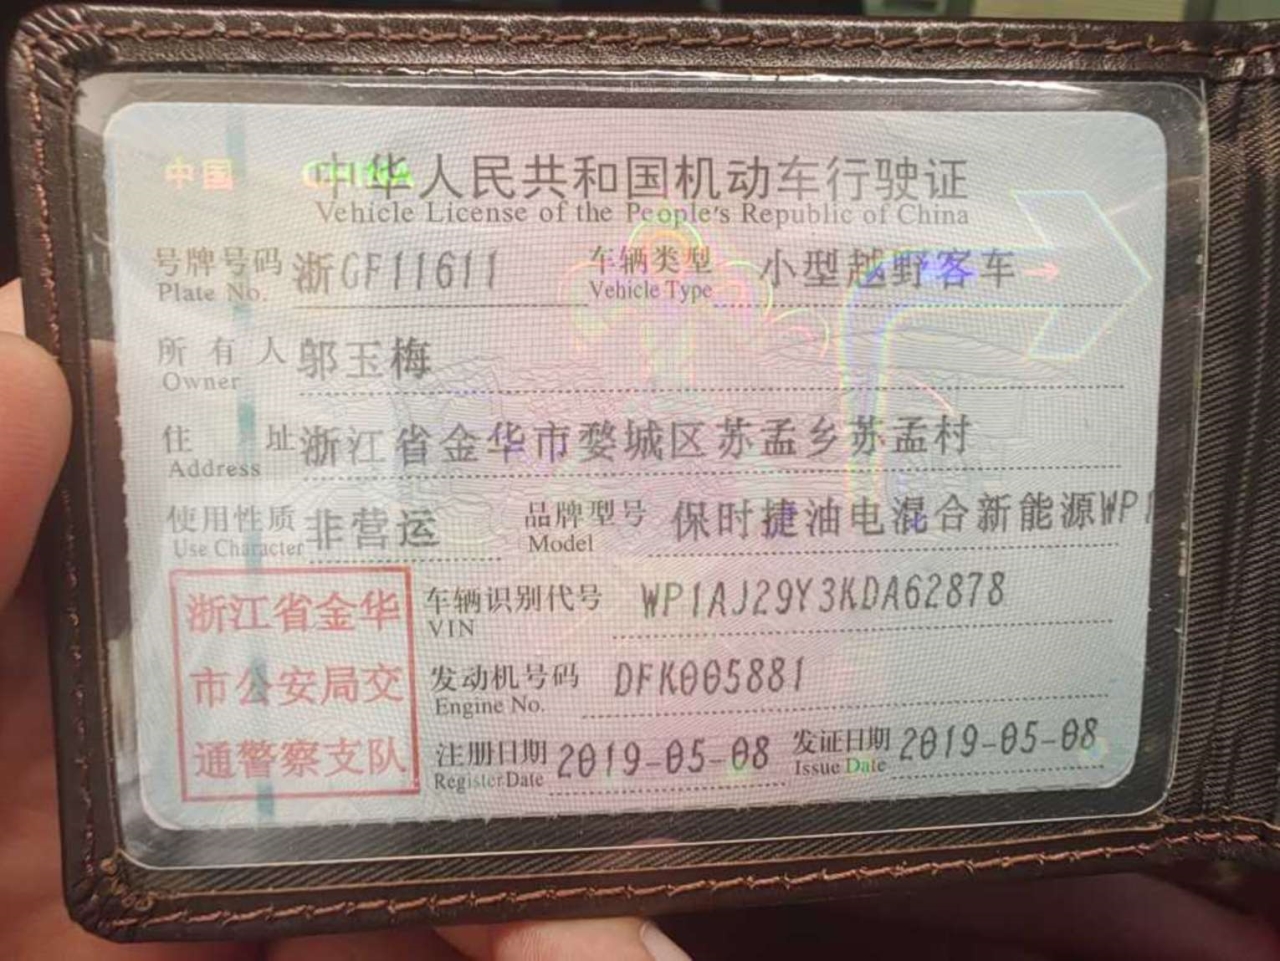 中国 CHINA
中华人民共和国机动车行驶证
Vehicle License of the People's Republic of China
号牌号码 浙GF11611 车辆类型 小型越野客车
Plate No. Vehicle Type
所有人 邬玉梅
Owner
住址 浙江省金华市婺城区苏孟乡苏孟村
Address
使用性质 非营运 品牌型号 保时捷油电混合新能源WP1
Use Character Model
浙江省金华
市公安局交
通警察支队
车辆识别代号 WP1AJ29Y3KDA62878
VIN
发动机号码 DFK005881
Engine No.
注册日期 2019-05-08 发证日期 2019-05-08
Register Date Issue Date